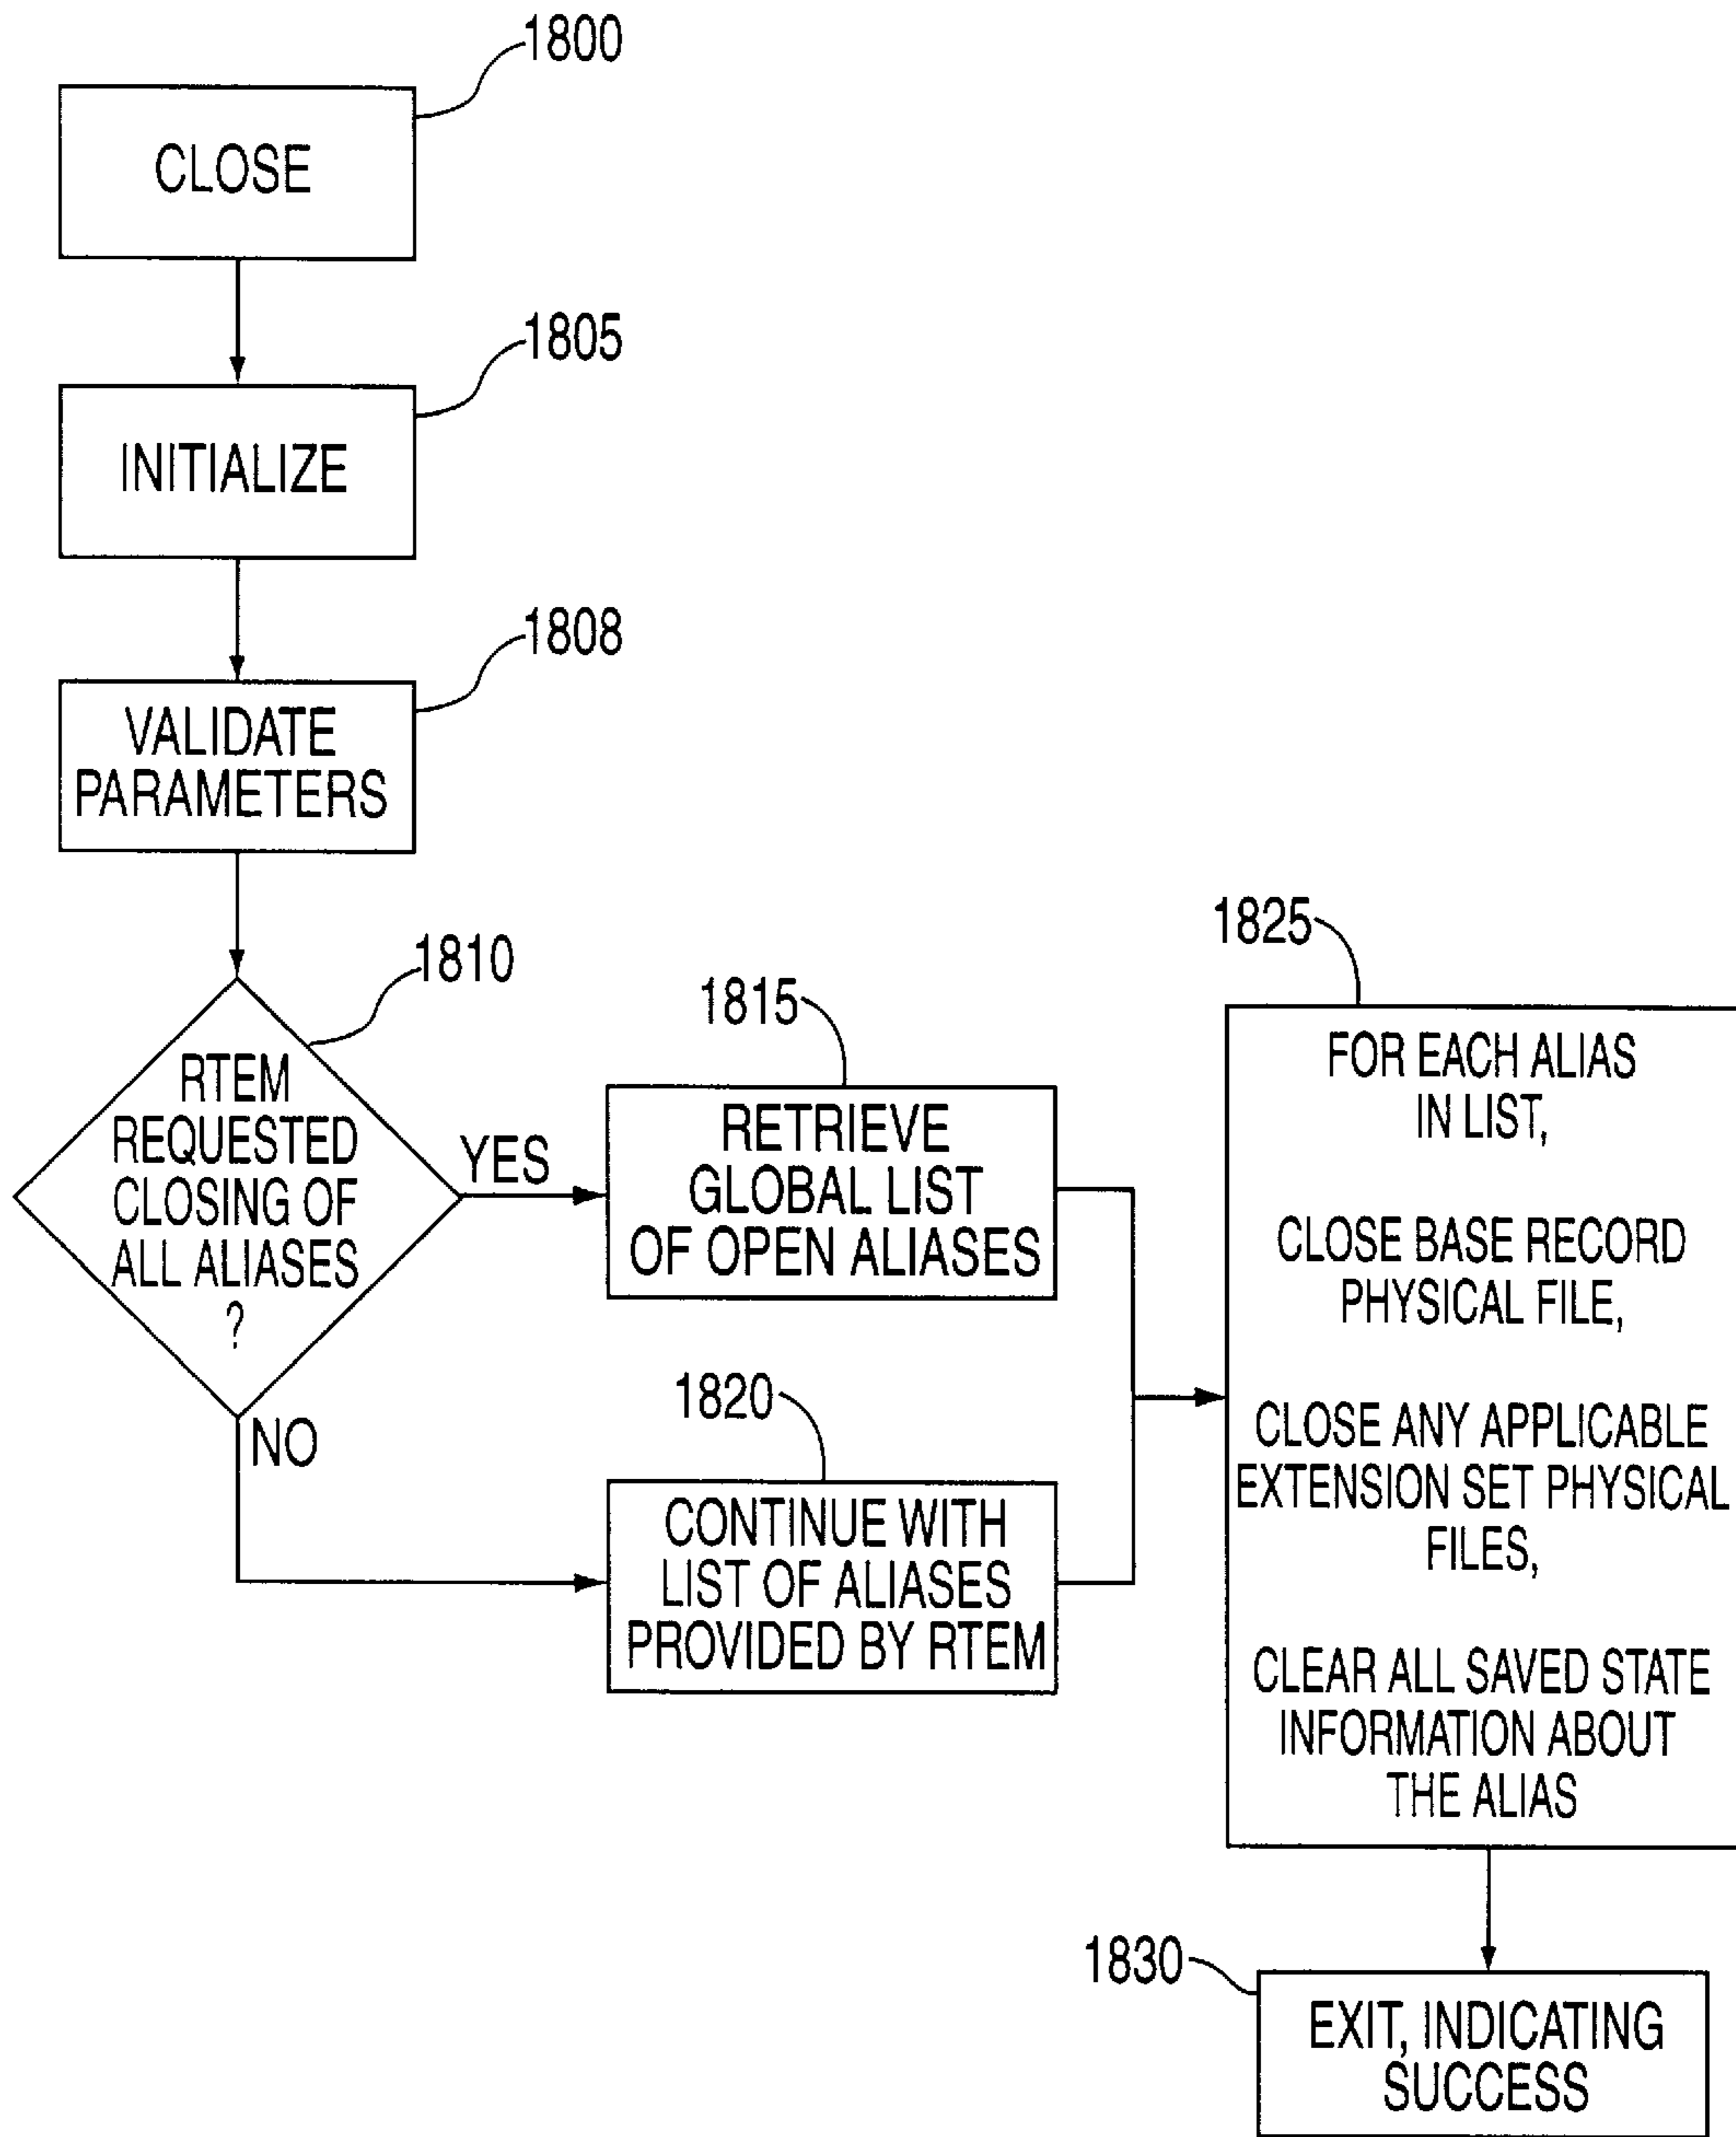 1800
CLOSE
1805
INITIALIZE
1808
VALIDATE
PARAMETERS
1810
RTEM
REQUESTED
CLOSING OF
ALL ALIASES
?
YES
NO
1815
RETRIEVE
GLOBAL LIST
OF OPEN ALIASES
1820
CONTINUE WITH
LIST OF ALIASES
PROVIDED BY RTEM
1825
FOR EACH ALIAS
IN LIST,
CLOSE BASE RECORD
PHYSICAL FILE,
CLOSE ANY APPLICABLE
EXTENSION SET PHYSICAL
FILES,
CLEAR ALL SAVED STATE
INFORMATION ABOUT
THE ALIAS
1830
EXIT, INDICATING
SUCCESS